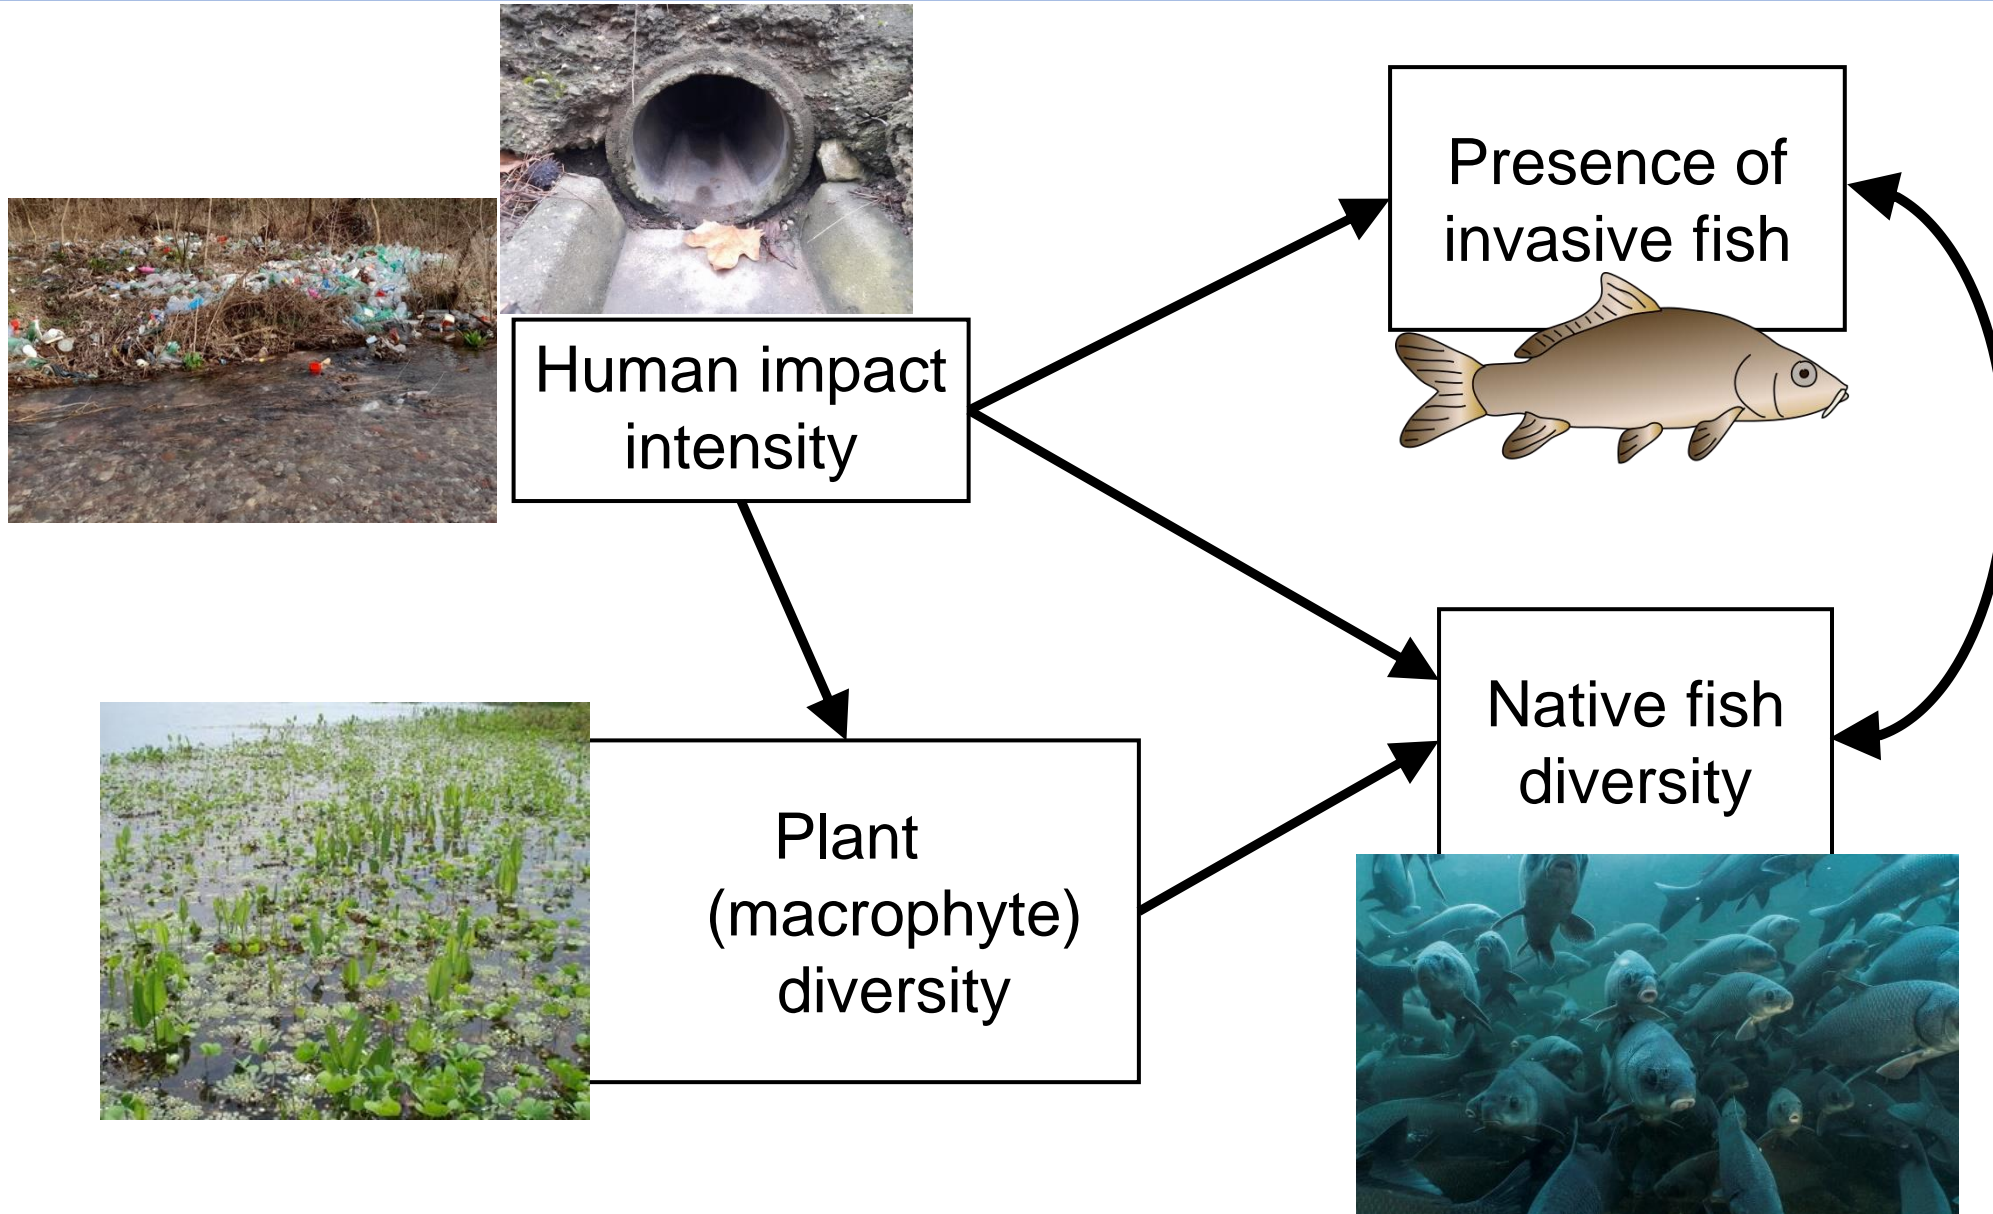 Presence of
invasive fish
Human impact
intensity
Native fish
diversity
Plant
(macrophyte)
diversity